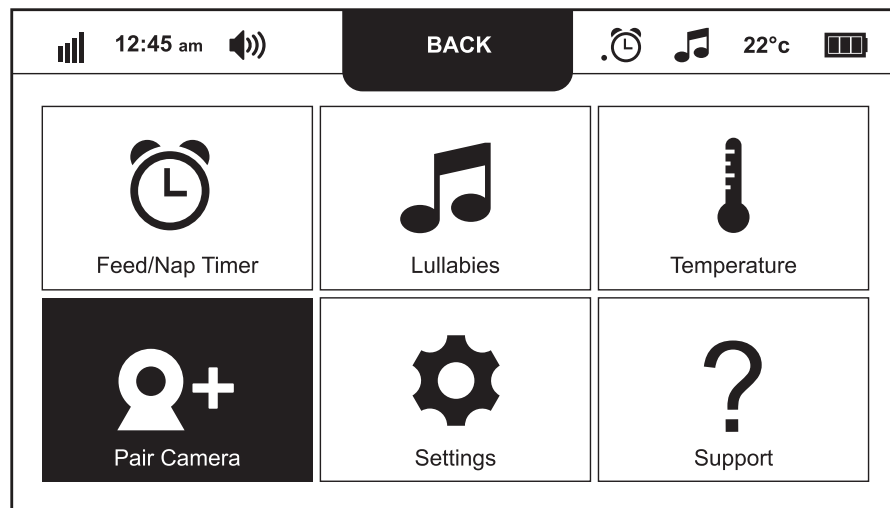 12:45 am BACK 22°c
Feed/Nap Timer Lullabies Temperature
Pair Camera Settings Support